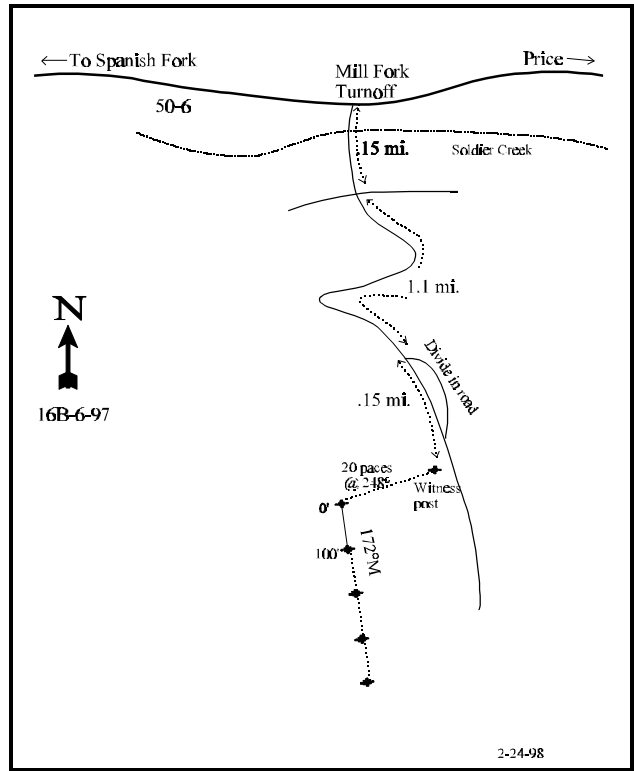 To Spanish Fork
Price
Mill Fork
Turnoff
50-6
.15 mi.
Soldier Creek
1.1 mi.
N
Divide in road
16B-6-97
.15 mi.
20 paces
@ 248°
Witness
post
0'
172°M
100'
2-24-98